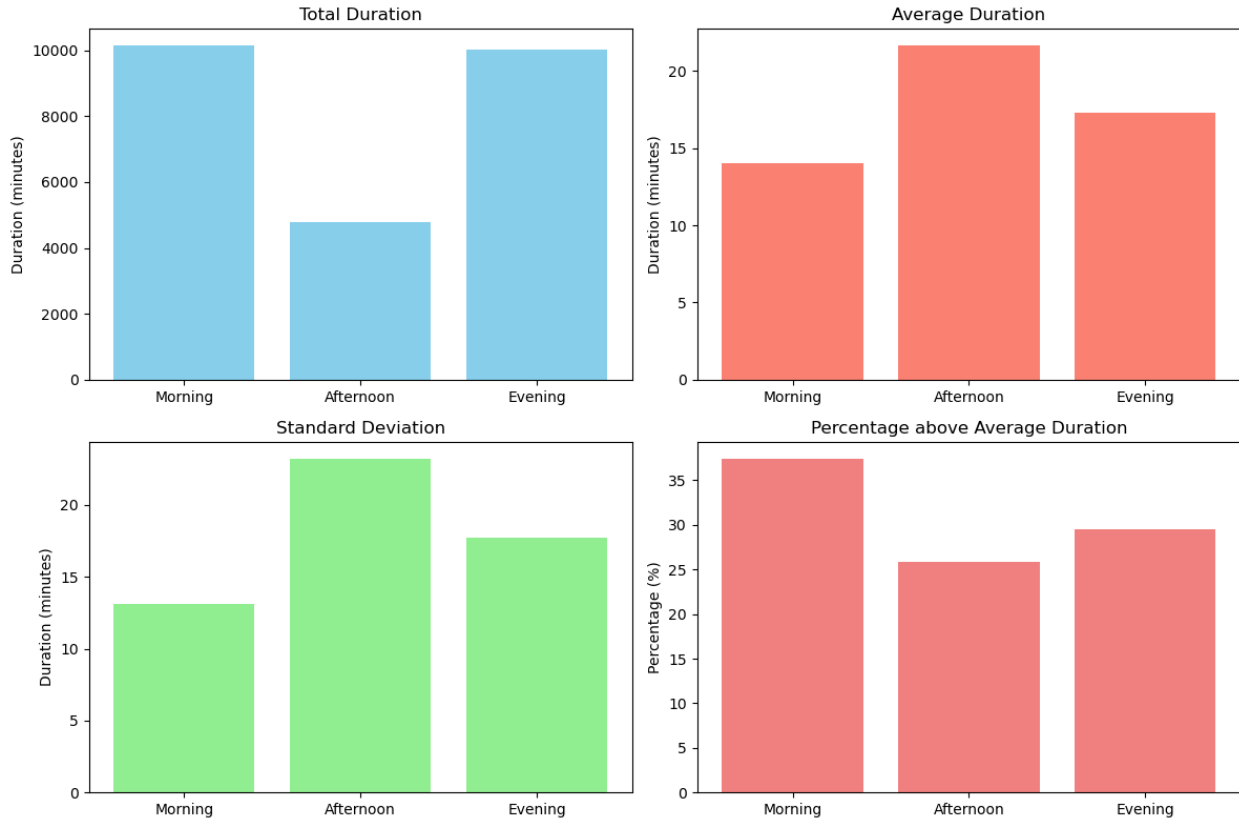 Total Duration
Duration (minutes)
10000
8000
6000
4000
2000
0
Morning Afternoon Evening
Average Duration
Duration (minutes)
20
15
10
5
0
Morning Afternoon Evening
Standard Deviation
Duration (minutes)
20
15
10
5
0
Morning Afternoon Evening
Percentage above Average Duration
Percentage (%)
35
30
25
20
15
10
5
0
Morning Afternoon Evening